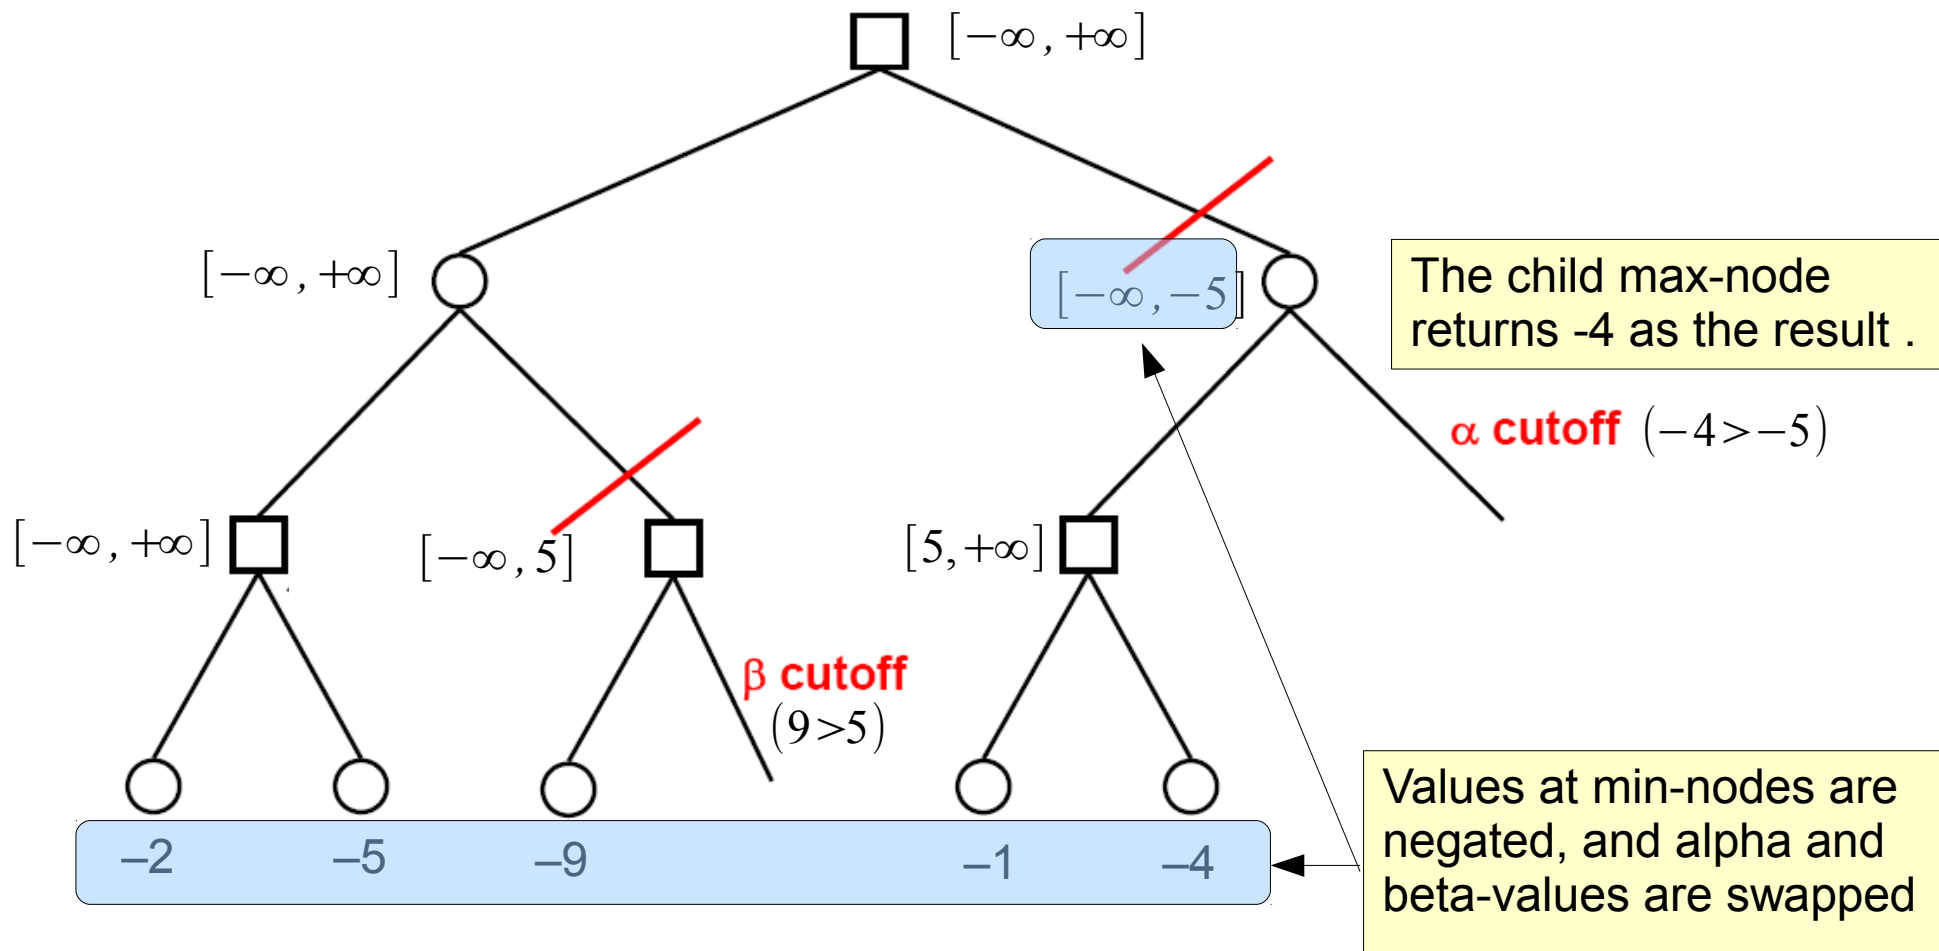 [−∞, +∞]
[−∞, +∞]
[−∞, −5]
The child max-node
returns -4 as the result .
α cutoff (−4>−5)
[−∞, +∞]
[−∞, 5]
[5, +∞]
β cutoff
(9>5)
Values at min-nodes are
negated, and alpha and
beta-values are swapped
–2 –5 –9 –1 –4